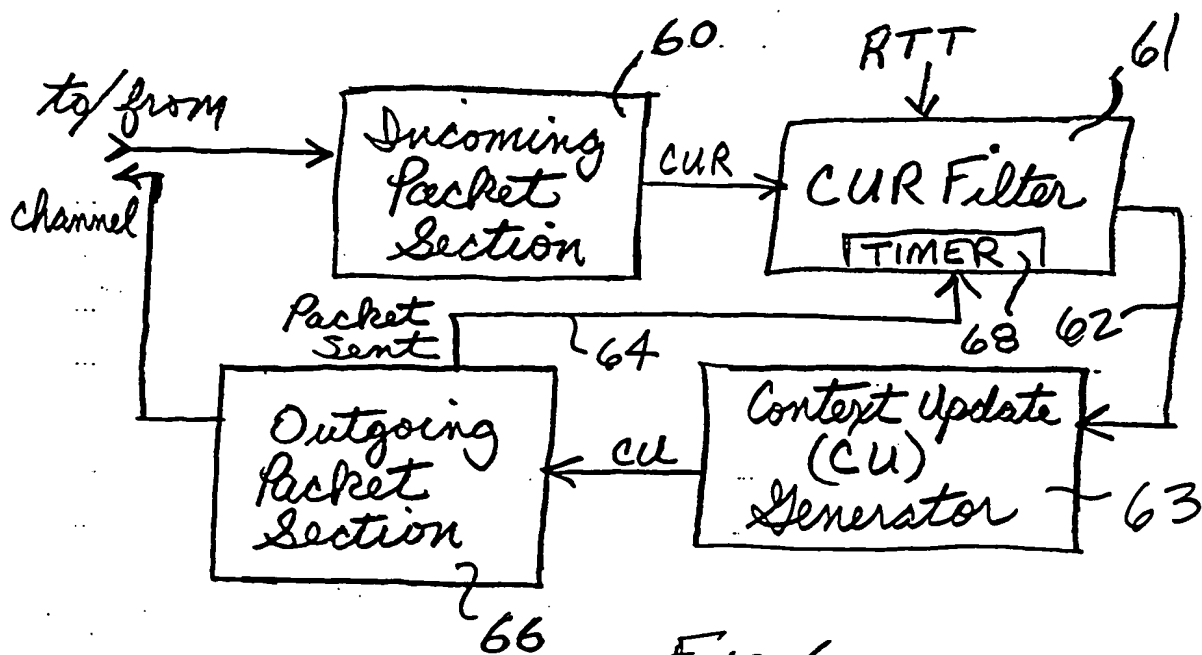 60
RTT
61
to/from
channel
Incoming
Packet
Section
CUR
CUR Filter
TIMER
68
62
Packet
Sent
64
Outgoing
Packet
Section
66
CU
Context Update
(CU)
Generator
63